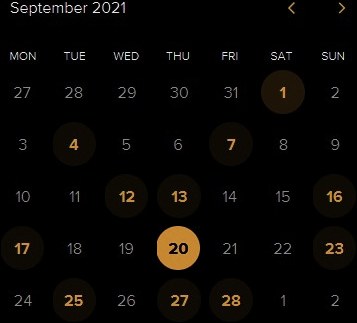 September 2021
MON TUE WED THU FRI SAT SUN
27 28 29 30 31 1 2
3 4 5 6 7 8 9
10 11 12 13 14 15 16
17 18 19 20 21 22 23
24 25 26 27 28 1 2